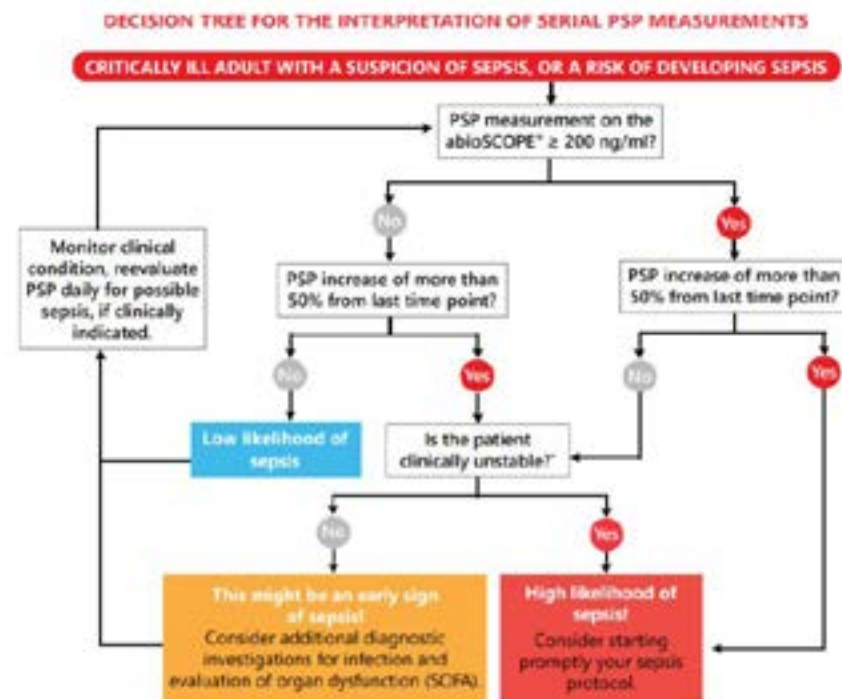 DECISION TREE FOR THE INTERPRETATION OF SERIAL PSP MEASUREMENTS
CRITICALLY ILL ADULT WITH A SUSPICION OF SEPSIS, OR A RISK OF DEVELOPING SEPSIS
PSP measurement on the
abioSCOPE® ≥ 200 ng/ml?
No
Yes
Monitor clinical
condition, reevaluate
PSP daily for possible
sepsis, if clinically
indicated.
PSP increase of more than
50% from last time point?
PSP increase of more than
50% from last time point?
No
Yes
No
Yes
Low likelihood of
sepsis
Is the patient
clinically unstable?*
No
Yes
This might be an early sign
of sepsis!
Consider additional diagnostic
investigations for infection and
evaluation of organ dysfunction (SOFA).
High likelihood of
sepsis!
Consider starting
promptly your sepsis
protocol.